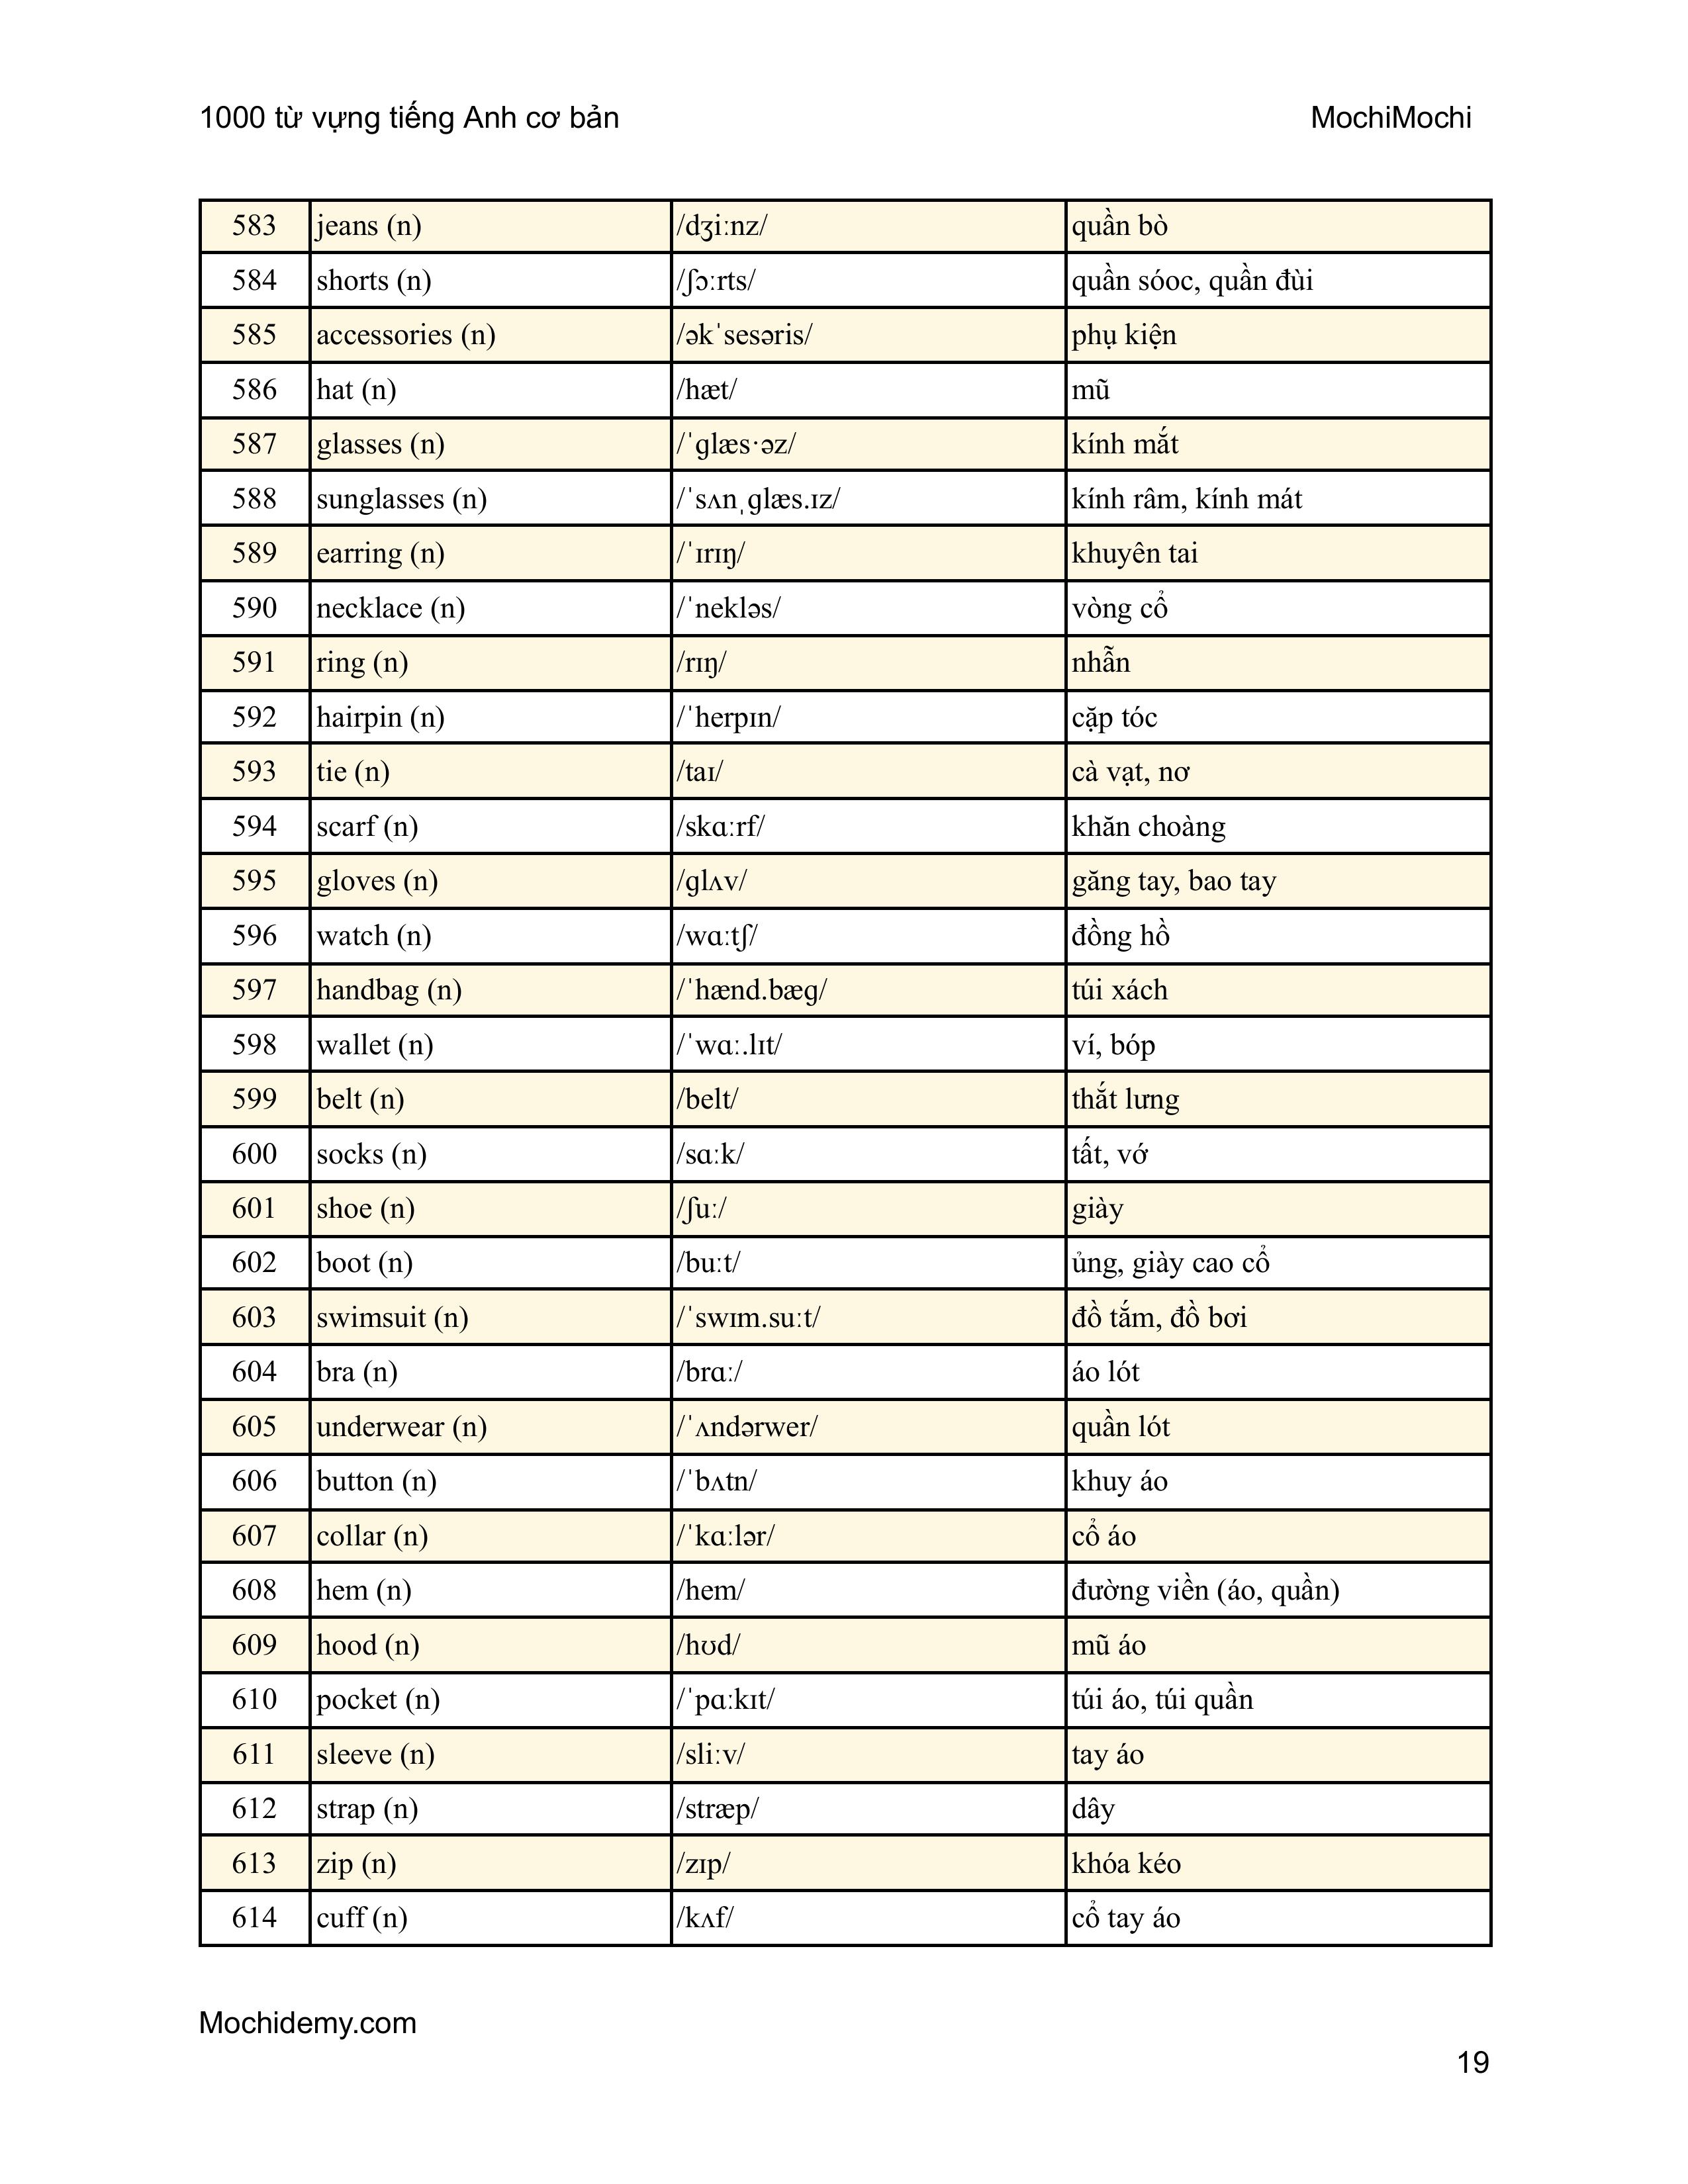 1000 từ vựng tiếng Anh cơ bản MochiMochi
583 jeans (n) /dʒiːnz/ quần bò
584 shorts (n) /ʃɔːrts/ quần sóoc, quần đùi
585 accessories (n) /əkˈsesəris/ phụ kiện
586 hat (n) /hæt/ mũ
587 glasses (n) /ˈɡlæs·əz/ kính mắt
588 sunglasses (n) /ˈsʌnˌɡlæs.ɪz/ kính râm, kính mát
589 earring (n) /ˈɪrɪŋ/ khuyên tai
590 necklace (n) /ˈnekləs/ vòng cổ
591 ring (n) /rɪŋ/ nhẫn
592 hairpin (n) /ˈherpɪn/ cặp tóc
593 tie (n) /taɪ/ cà vạt, nơ
594 scarf (n) /skɑːrf/ khăn choàng
595 gloves (n) /ɡlʌv/ găng tay, bao tay
596 watch (n) /wɑːtʃ/ đồng hồ
597 handbag (n) /ˈhænd.bæɡ/ túi xách
598 wallet (n) /ˈwɑː.lɪt/ ví, bóp
599 belt (n) /belt/ thắt lưng
600 socks (n) /sɑːk/ tất, vớ
601 shoe (n) /ʃuː/ giày
602 boot (n) /buːt/ ủng, giày cao cổ
603 swimsuit (n) /ˈswɪm.suːt/ đồ tắm, đồ bơi
604 bra (n) /brɑː/ áo lót
605 underwear (n) /ˈʌndərwer/ quần lót
606 button (n) /ˈbʌtn/ khuy áo
607 collar (n) /ˈkɑːlər/ cổ áo
608 hem (n) /hem/ đường viền (áo, quần)
609 hood (n) /hʊd/ mũ áo
610 pocket (n) /ˈpɑːkɪt/ túi áo, túi quần
611 sleeve (n) /sliːv/ tay áo
612 strap (n) /stræp/ dây
613 zip (n) /zɪp/ khóa kéo
614 cuff (n) /kʌf/ cổ tay áo
Mochidemy.com
19